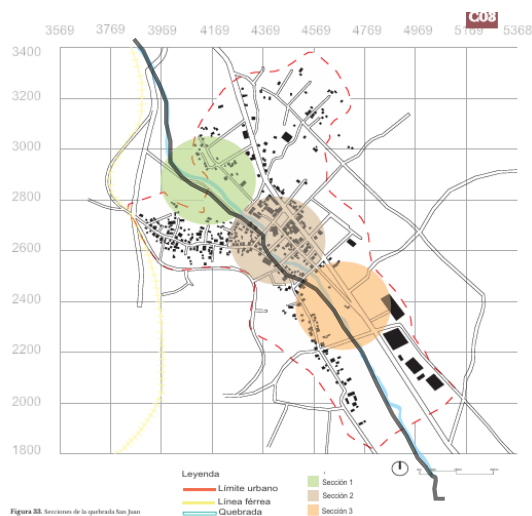 C08
3569 3969 4169 4369 4569 4769 4969 5169 5368
3400
3200
3000
2800
2600
2400
2200
2000
1800
Leyenda
Límite urbano
Línea férrea
Quebrada
Sección 1
Sección 2
Sección 3
Figura 33. Secciones de la quebrada San Juan